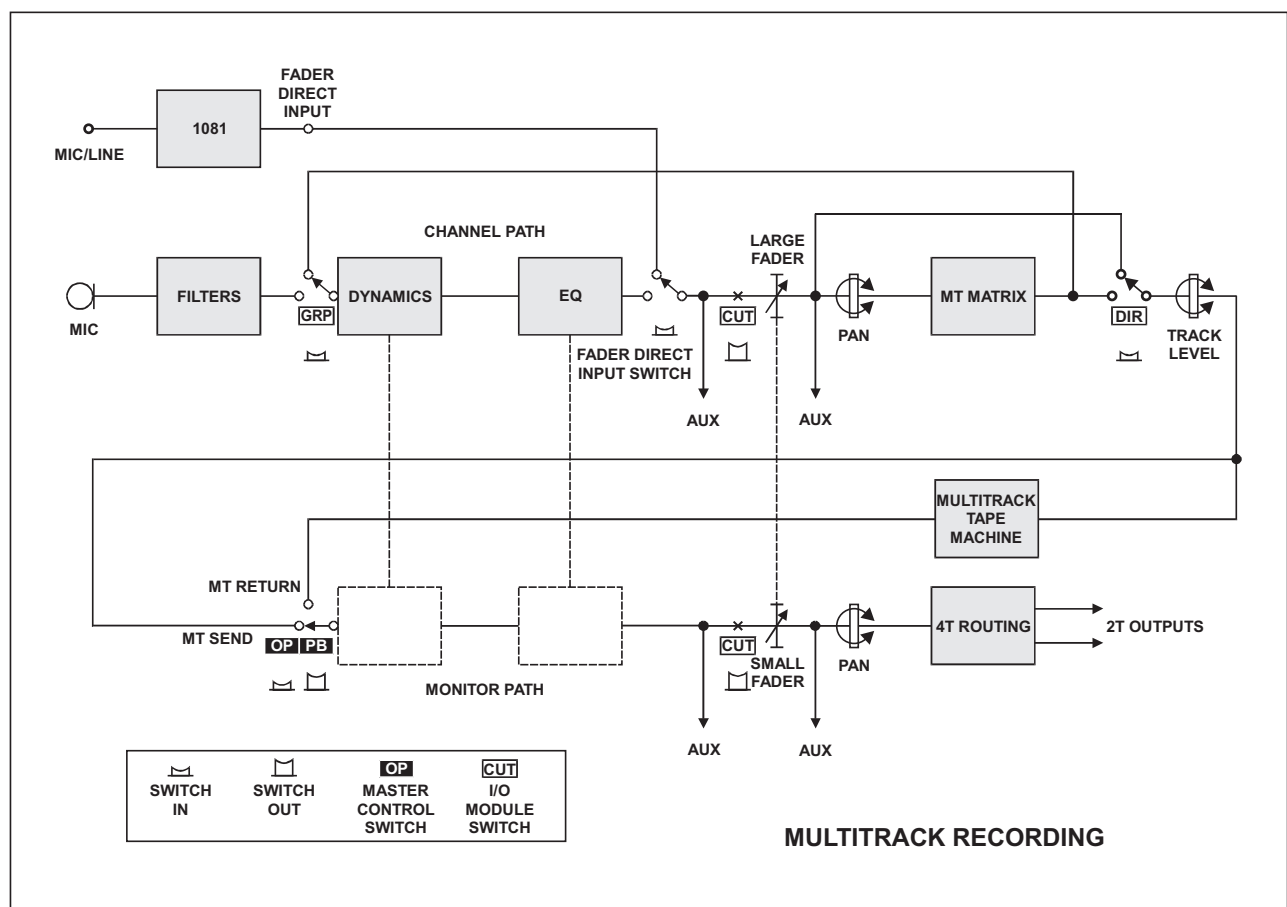 FADER
DIRECT
INPUT
1081
MIC/LINE
CHANNEL PATH
LARGE
FADER
FILTERS
DYNAMICS
EQ
MT MATRIX
MIC
GRP
CUT
PAN
DIR
TRACK
LEVEL
FADER DIRECT
INPUT SWITCH
AUX
AUX
MULTITRACK
TAPE
MACHINE
MT RETURN
MT SEND
OP PB
MONITOR PATH
CUT
SMALL
FADER
PAN
4T ROUTING
2T OUTPUTS
AUX
AUX
SWITCH
IN
SWITCH
OUT
OP
MASTER
CONTROL
SWITCH
CUT
I/O
MODULE
SWITCH
MULTITRACK RECORDING